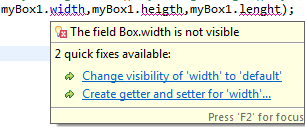 myBox1.width,myBox1.heigth,myBox1.lenght);
The field Box.width is not visible
2 quick fixes available:
Change visibility of 'width' to 'default'
Create getter and setter for 'width'...
Press 'F2' for focus